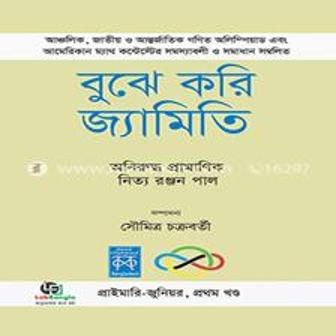 আঞ্চলিক, জাতীয় ও আন্তর্জাতিক গণিত অলিম্পিয়াড এবং
আমেরিকান ম্যাথ কন্টেস্টের সমস্যাবলী ও সমাধান সম্বলিত
বুঝে করি
জ্যামিতি
অনিরুদ্ধ প্রামাণিক
নিত্য রঞ্জন পাল
সম্পাদনা
সৌমিত্র চক্রবর্তী
প্রাইমারি-জুনিয়র, প্রথম খণ্ড